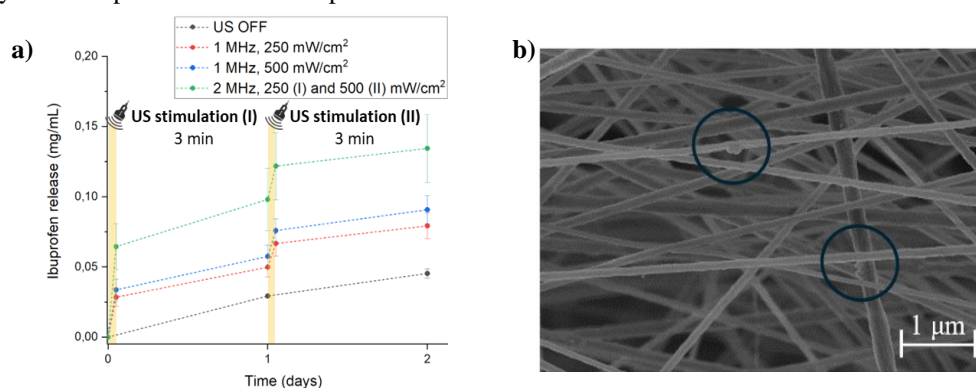 a)
US OFF
1 MHz, 250 mW/cm²
1 MHz, 500 mW/cm²
2 MHz, 250 (I) and 500 (II) mW/cm²
0,20
0,15
0,10
0,05
0,00
Ibuprofen release (mg/mL)
US stimulation (I)
3 min
US stimulation (II)
3 min
0
1
2
Time (days)
b)
1 µm